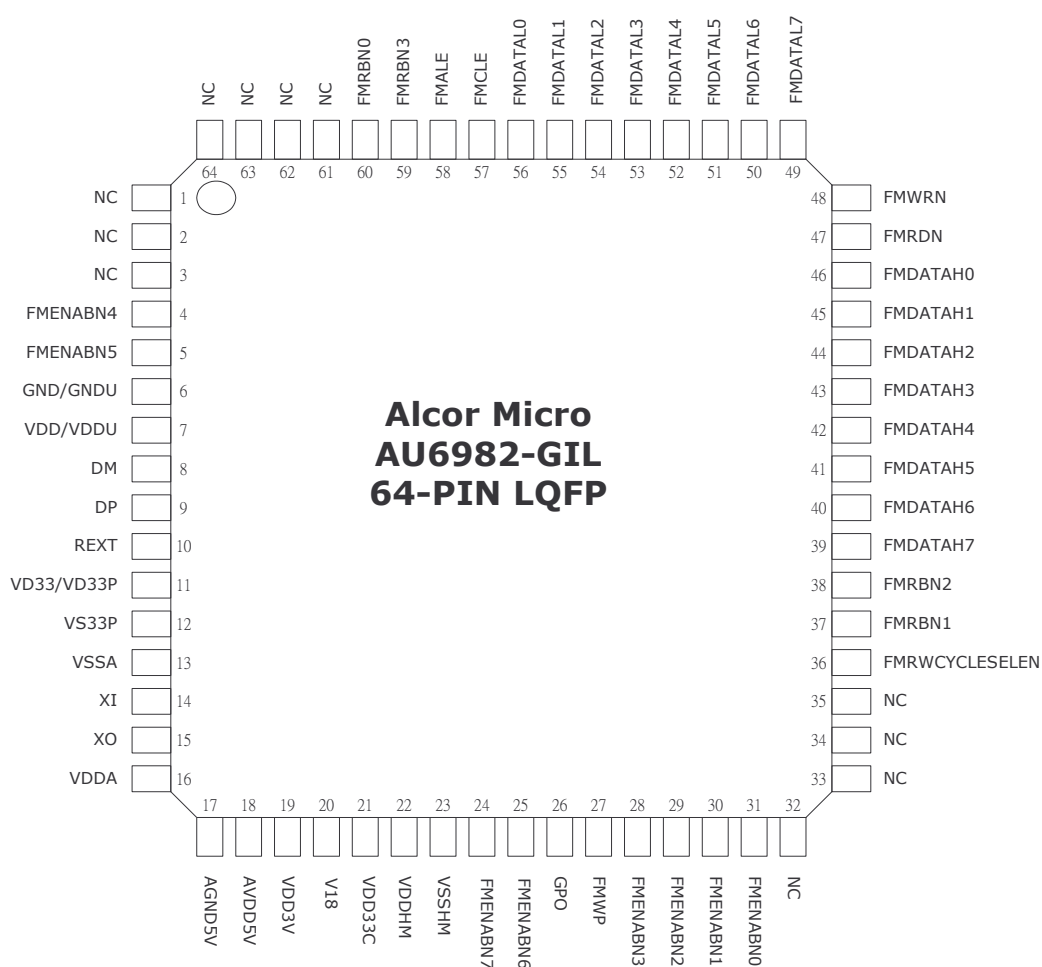 NC
NC
NC
NC
FMRBN0
FMRBN3
FMALE
FMCLE
FMDATAL0
FMDATAL1
FMDATAL2
FMDATAL3
FMDATAL4
FMDATAL5
FMDATAL6
FMDATAL7
64 63 62 61 60 59 58 57 56 55 54 53 52 51 50 49
NC 1
NC 2
NC 3
FMENABN4 4
FMENABN5 5
GND/GNDU 6
VDD/VDDU 7
DM 8
DP 9
REXT 10
VD33/VD33P 11
VS33P 12
VSSA 13
XI 14
XO 15
VDDA 16
Alcor Micro
AU6982-GIL
64-PIN LQFP
48 FMWRN
47 FMRDN
46 FMDATAH0
45 FMDATAH1
44 FMDATAH2
43 FMDATAH3
42 FMDATAH4
41 FMDATAH5
40 FMDATAH6
39 FMDATAH7
38 FMRBN2
37 FMRBN1
36 FMRWCYCLESELEN
35 NC
34 NC
33 NC
17 18 19 20 21 22 23 24 25 26 27 28 29 30 31 32
AGND5V
AVDD5V
VDD3V
V18
VDD33C
VDDHM
VSSHM
FMENABN7
FMENABN6
GPO
FMWP
FMENABN3
FMENABN2
FMENABN1
FMENABN0
NC